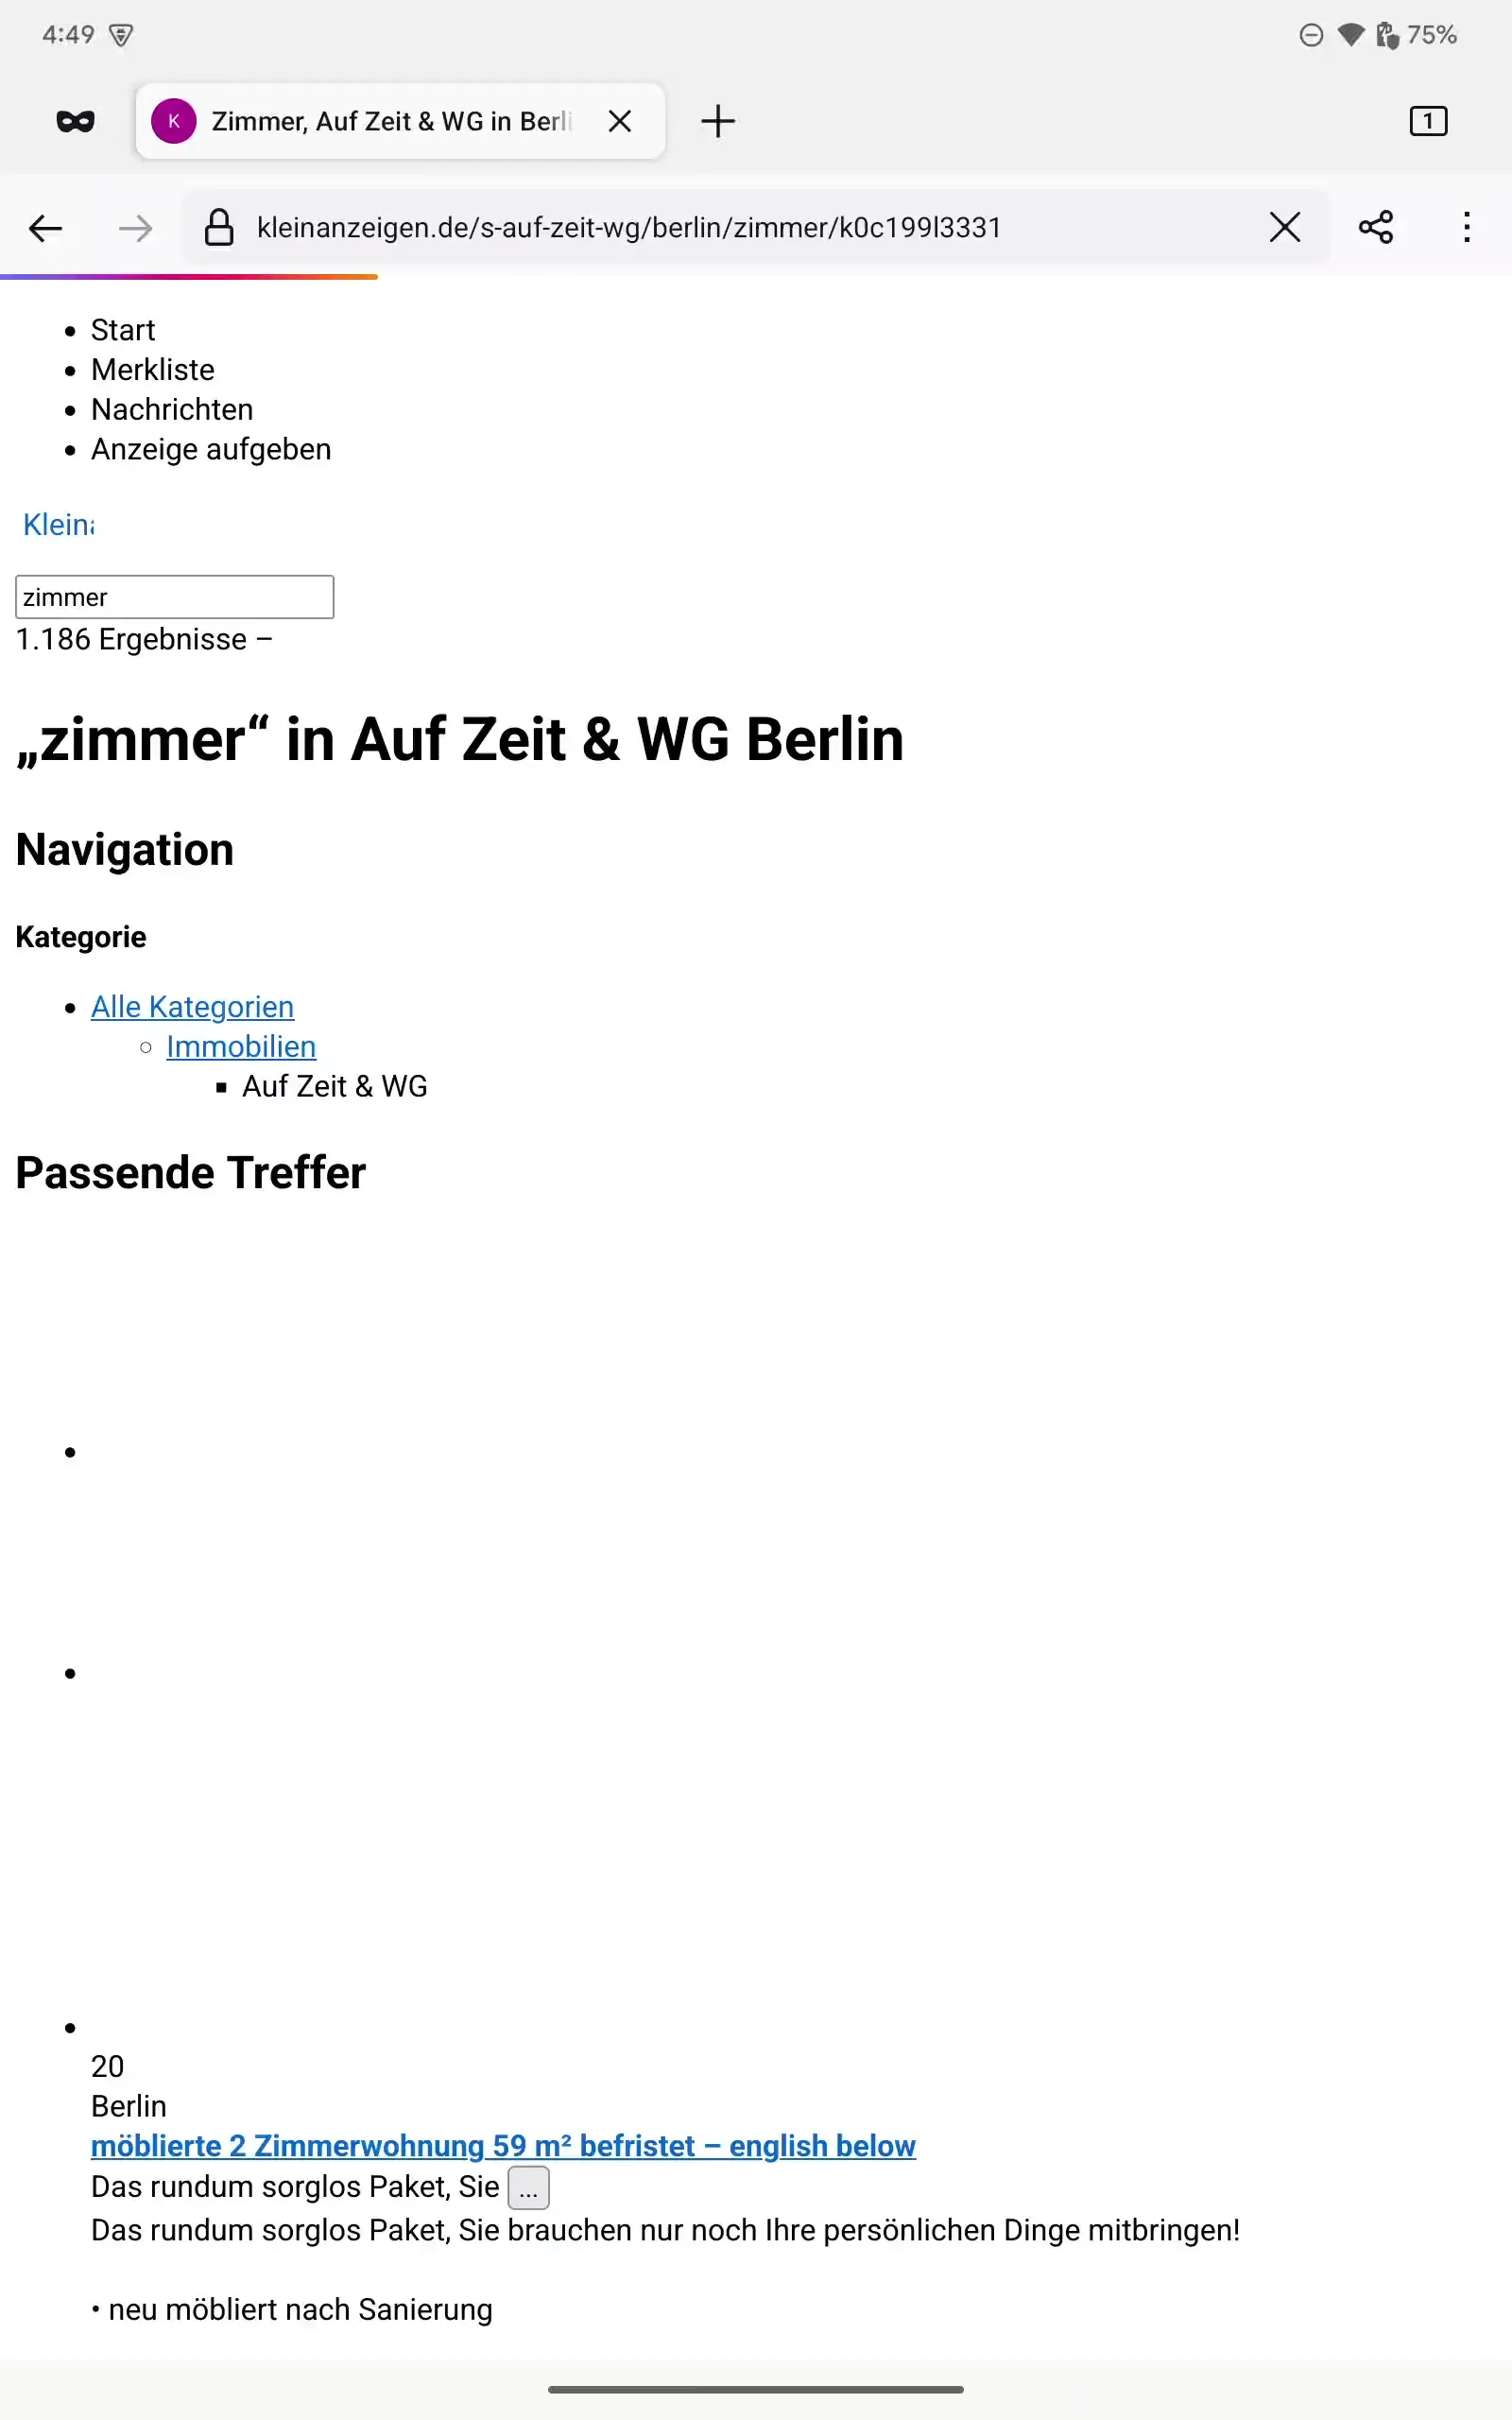 4:49
75%
K
Zimmer, Auf Zeit & WG in Berli
1
kleinanzeigen.de/s-auf-zeit-wg/berlin/zimmer/k0c199l3331
• Start
• Merkliste
• Nachrichten
• Anzeige aufgeben
Klein
zimmer
1.186 Ergebnisse –
„zimmer“ in Auf Zeit & WG Berlin
Navigation
Kategorie
• Alle Kategorien
◦ Immobilien
▪ Auf Zeit & WG
Passende Treffer
20
Berlin
möblierte 2 Zimmerwohnung 59 m² befristet – english below
Das rundum sorglos Paket, Sie ...
Das rundum sorglos Paket, Sie brauchen nur noch Ihre persönlichen Dinge mitbringen!
• neu möbliert nach Sanierung